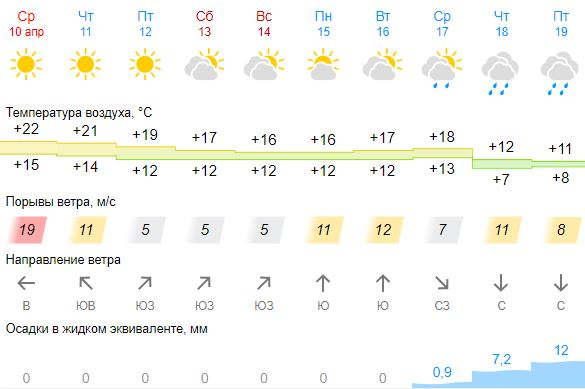 Ср Чт Пт Сб Вс Пн Вт Ср Чт Пт
10 апр 11 12 13 14 15 16 17 18 19
Температура воздуха, °C
+22 +21 +19 +17 +16 +16 +17 +18 +12 +11
+15 +14 +12 +12 +12 +12 +12 +13 +7 +8
Порывы ветра, м/с
19 11 5 5 5 11 12 7 11 8
Направление ветра
В ЮВ ЮЗ ЮЗ ЮЗ Ю Ю СЗ С С
Осадки в жидком эквиваленте, мм
0 0 0 0 0 0 0 0,9 7,2 12